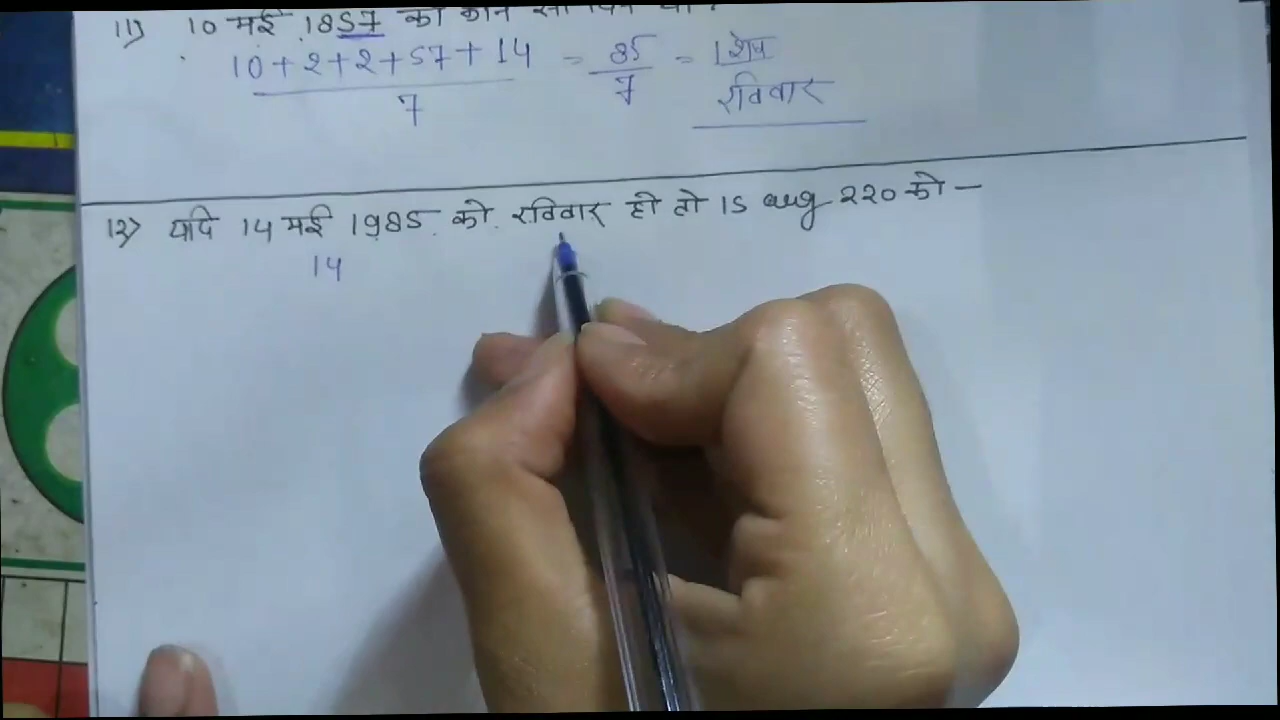 11) 10 मई 1857 को कौन
10+2+2+57+14 = 85 = 1 शेष
7 7 रविवार
12) यदि 14 मई 1985 को रविवार हो तो 15 aug 220 को —
14